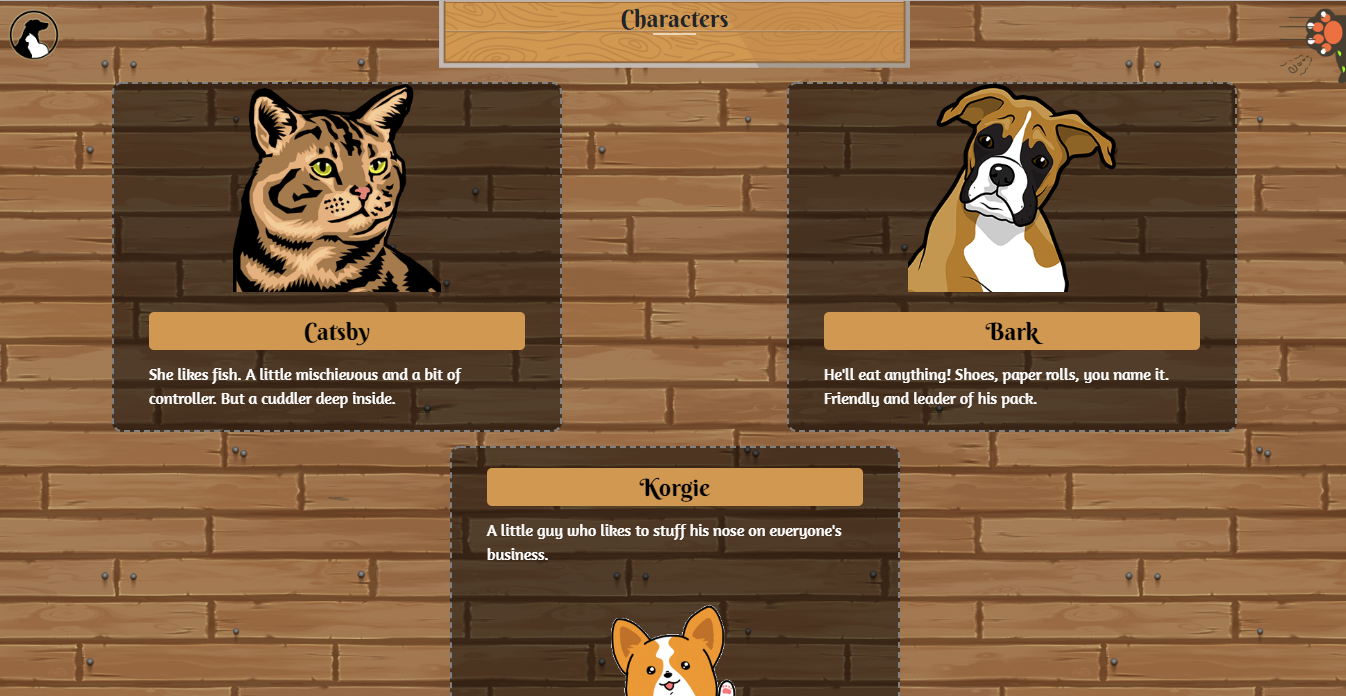 Characters
Catsby
She likes fish. A little mischievous and a bit of
controller. But a cuddler deep inside.
Bark
He'll eat anything! Shoes, paper rolls, you name it.
Friendly and leader of his pack.
Korgie
A little guy who likes to stuff his nose on everyone's
business.